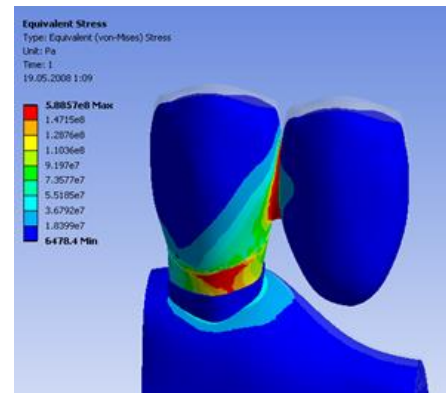 Equivalent Stress
Type: Equivalent (von-Mises) Stress
Unit: Pa
Time: 1
19.05.2008 1:09
5.8857e8 Max
1.4715e8
1.2876e8
1.1036e8
9.197e7
7.3577e7
5.5185e7
3.6792e7
1.8399e7
6478.4 Min